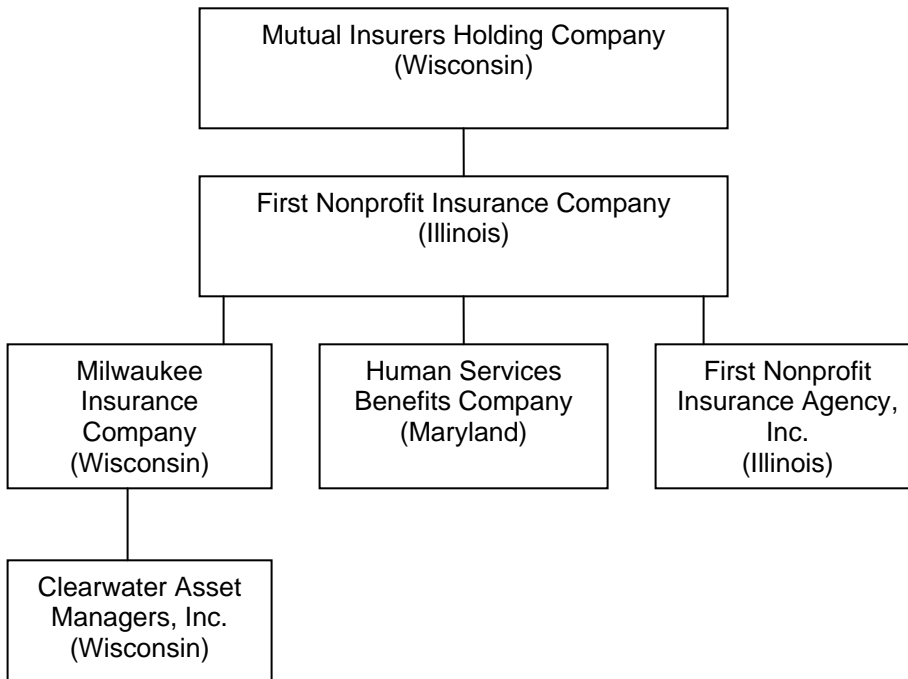 Mutual Insurers Holding Company
(Wisconsin)
First Nonprofit Insurance Company
(Illinois)
Milwaukee
Insurance
Company
(Wisconsin)
Human Services
Benefits Company
(Maryland)
First Nonprofit
Insurance Agency,
Inc.
(Illinois)
Clearwater Asset
Managers, Inc.
(Wisconsin)